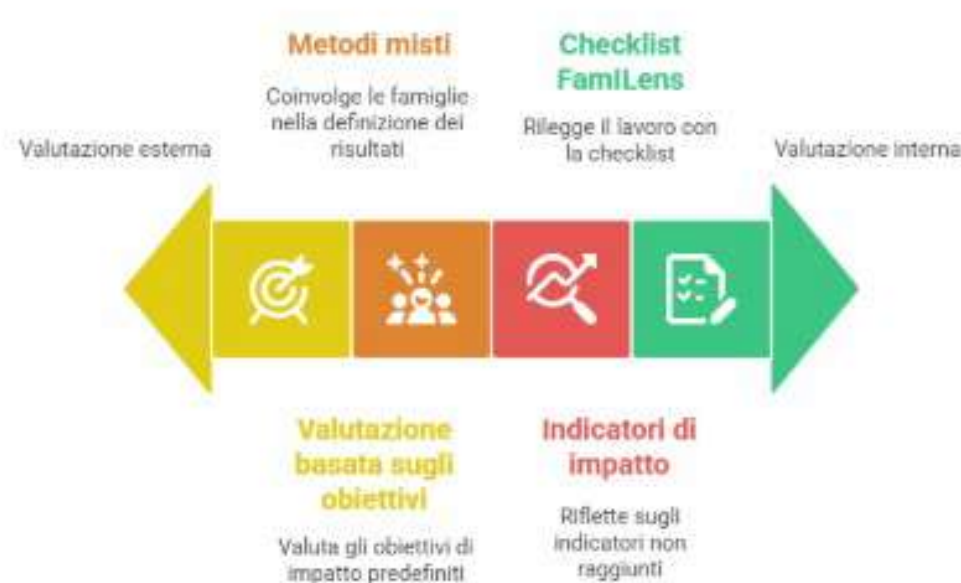 Metodi misti
Coinvolge le famiglie
nella definizione dei
risultati
Checklist
FamiLens
Rilegge il lavoro con
la checklist
Valutazione esterna
Valutazione interna
Valutazione
basata sugli
obiettivi
Valuta gli obiettivi di
impatto predefiniti
Indicatori di
impatto
Riflette sugli
indicatori non
raggiunti